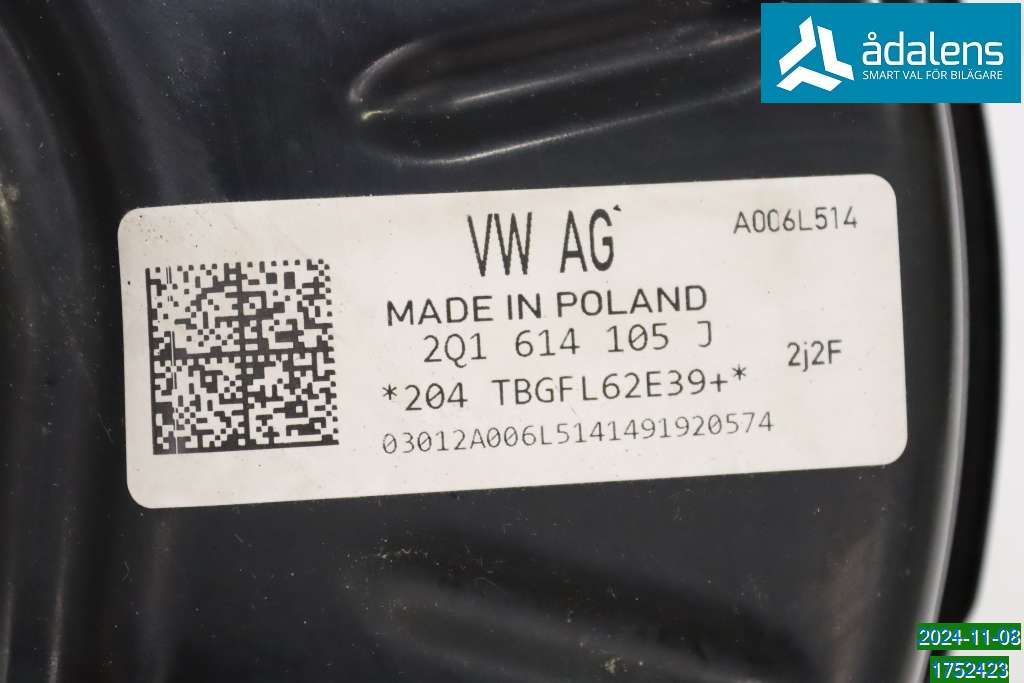 ådalens
SMART VAL FÖR BILÄGARE
VW AG
A006L514
MADE IN POLAND
2Q1 614 105 J
2j2F
*204 TBGFL62E39+*
03012A006L5141491920574
2024-11-08
1752423